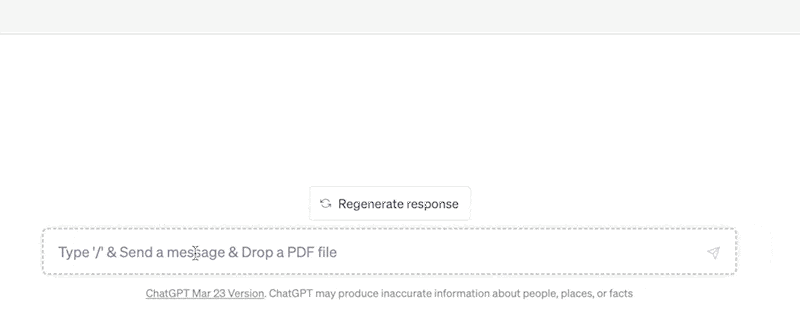 Regenerate response
Type '/' & Send a message & Drop a PDF file
ChatGPT Mar 23 Version. ChatGPT may produce inaccurate information about people, places, or facts